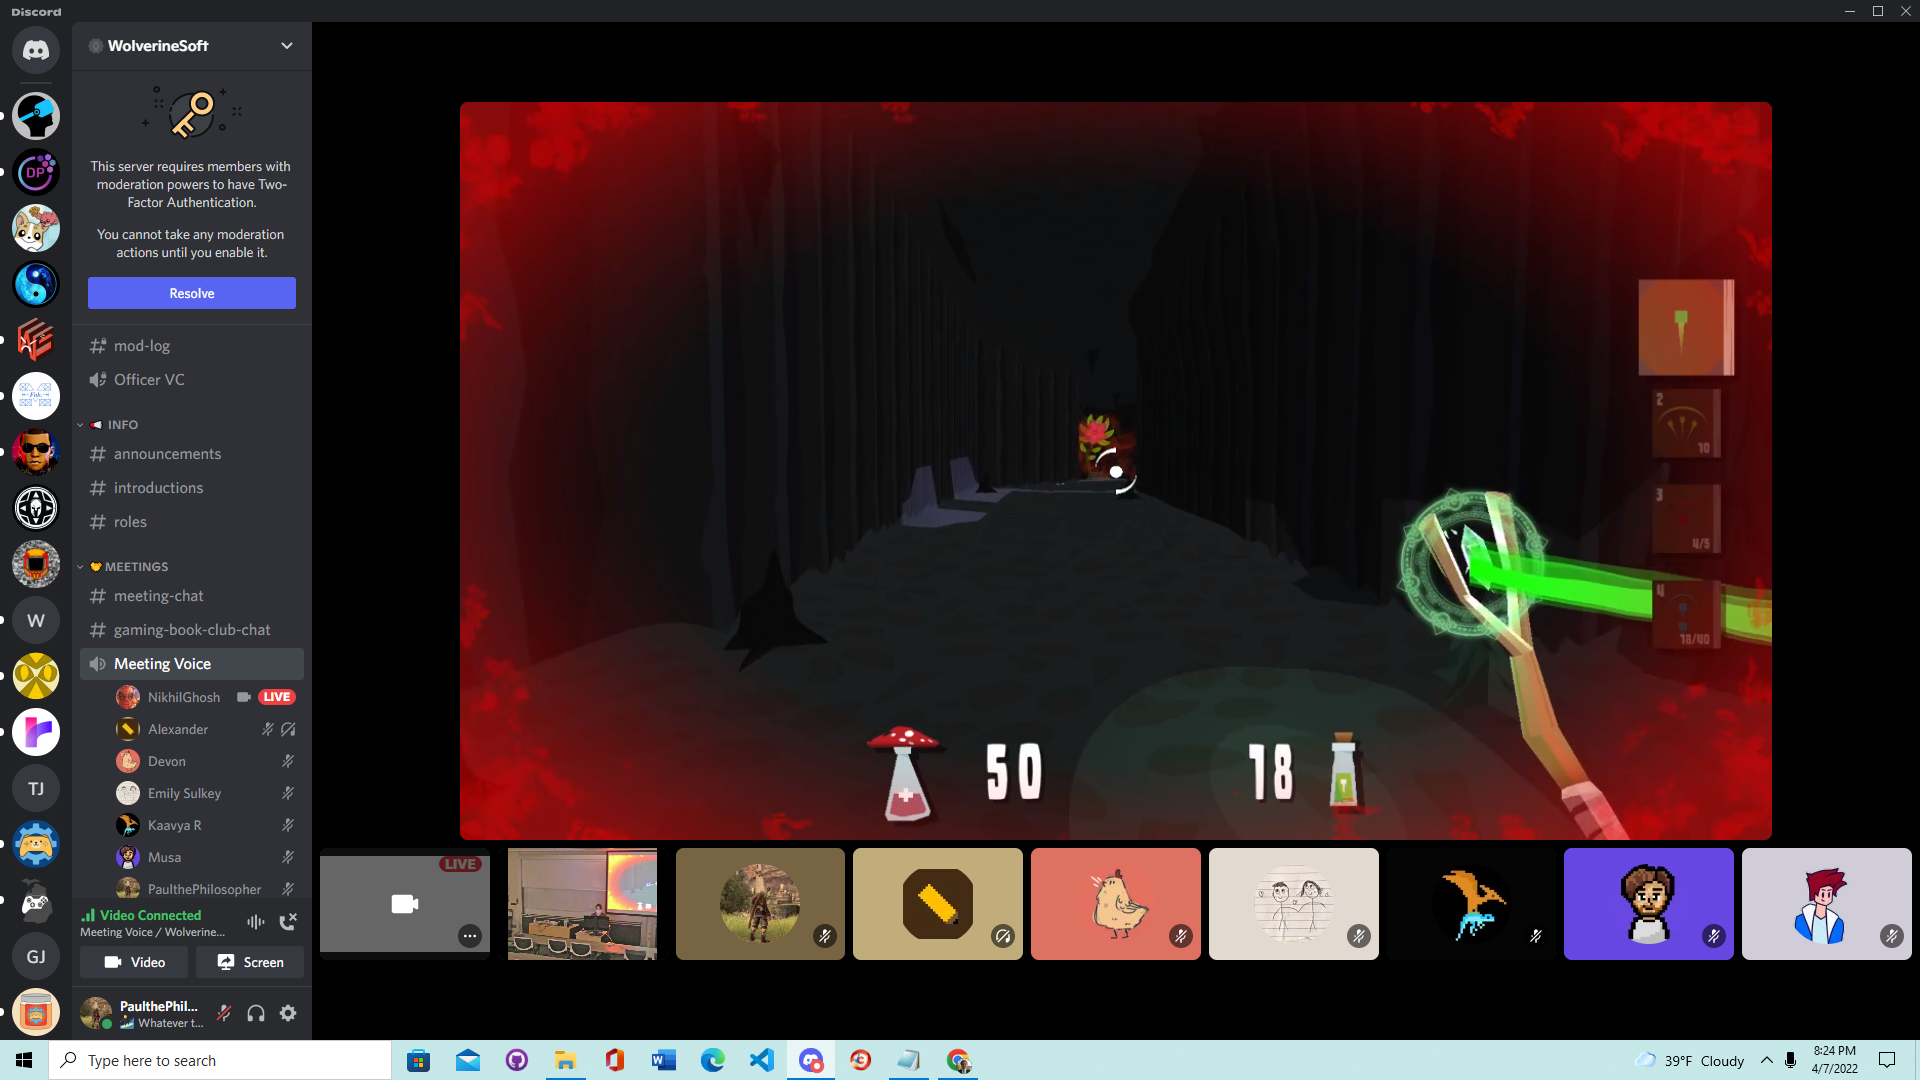 Discord
WolverineSoft
This server requires members with
moderation powers to have Two-
Factor Authentication.
You cannot take any moderation
actions until you enable it.
Resolve
mod-log
Officer VC
INFO
announcements
introductions
roles
MEETINGS
meeting-chat
gaming-book-club-chat
Meeting Voice
NikhilGhosh LIVE
Alexander
Devon
Emily Sulkey
Kaavya R
Musa
PaulthePhilosopher
Video Connected
Meeting Voice / Wolverine...
Video Screen
PaulthePhil...
Whatever t...
DP
W
TJ
GJ
2
10
3
4/5
4
18/40
50 18
LIVE
Type here to search
39°F Cloudy
8:24 PM
4/7/2022